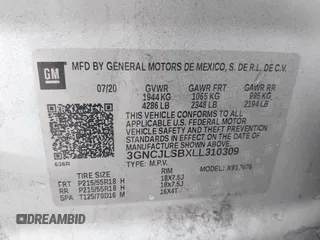 GM
MFD BY GENERAL MOTORS DE MEXICO, S. DE R.L. DE C.V.
07/20 GVWR GAWR FRT GAWR RR
1944 KG 1065 KG 995 KG
4286 LB 2348 LB 2194 LB
THIS VEHICLE CONFORMS TO ALL APPLICABLE
U.S. FEDERAL MOTOR VEHICLE SAFETY AND
THEFT PREVENTION STANDARDS IN EFFECT
ON THE DATE OF
MANUFACTURE SHOWN ABOVE.
3GNCJLSBXLL310309
TYPE: M.P.V. MODEL:
TIRE SIZE RIM
FRT P215/55R18 H 18X7.5J
RR P215/55R18 H 18X7.5J
SPA T125/70D16 M 16X4T
DREAMBID